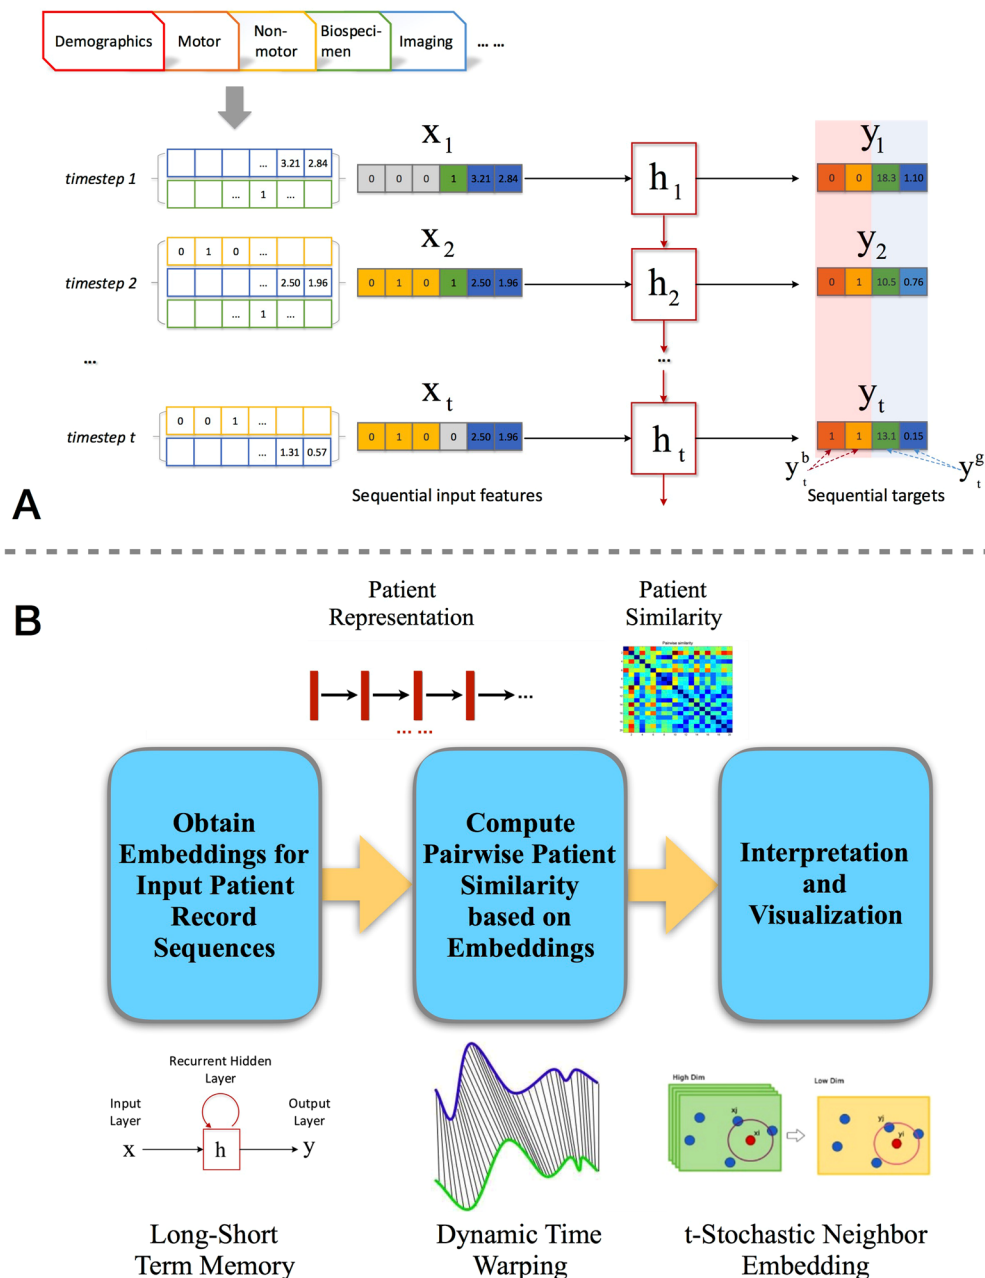 Demographics
Motor
Non-
motor
Biospeci-
men
Imaging
... ...
x1
y1
timestep 1
... 3.21 2.84
... 1 ...
0 0 0 1 3.21 2.84
h1
0 0 18.3 1.10
x2
y2
timestep 2
0 1 0 ...
... 2.50 1.96
... 1 ...
0 1 0 1 2.50 1.96
h2
0 1 10.5 0.76
...
...
xt
yt
timestep t
0 0 1 ...
... 1.31 0.57
0 1 0 0 2.50 1.96
ht
1 1 13.1 0.15
y b t
y g t
Sequential input features
Sequential targets
A
B
Patient
Representation
Patient
Similarity
Pairwise similarity
...
... ...
Obtain
Embeddings for
Input Patient
Record
Sequences
Compute
Pairwise Patient
Similarity
based on
Embeddings
Interpretation
and
Visualization
Recurrent Hidden
Layer
Input
Layer
Output
Layer
x
h
y
High Dim
xj
xi
Low Dim
yj
yi
Long-Short
Term Memory
Dynamic Time
Warping
t-Stochastic Neighbor
Embedding